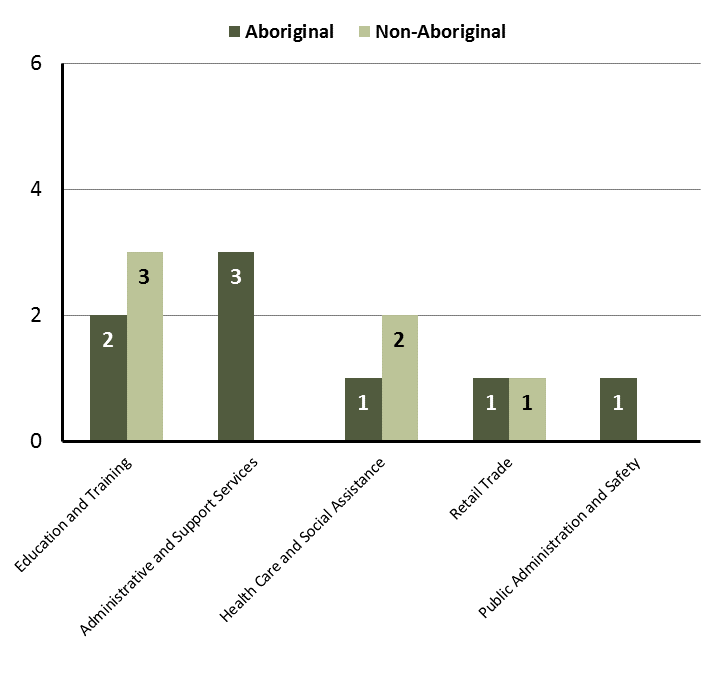 Aboriginal Non-Aboriginal
6
4
2
0
2
3
3
1
2
1
1
1
Education and Training
Administrative and Support Services
Health Care and Social Assistance
Retail Trade
Public Administration and Safety